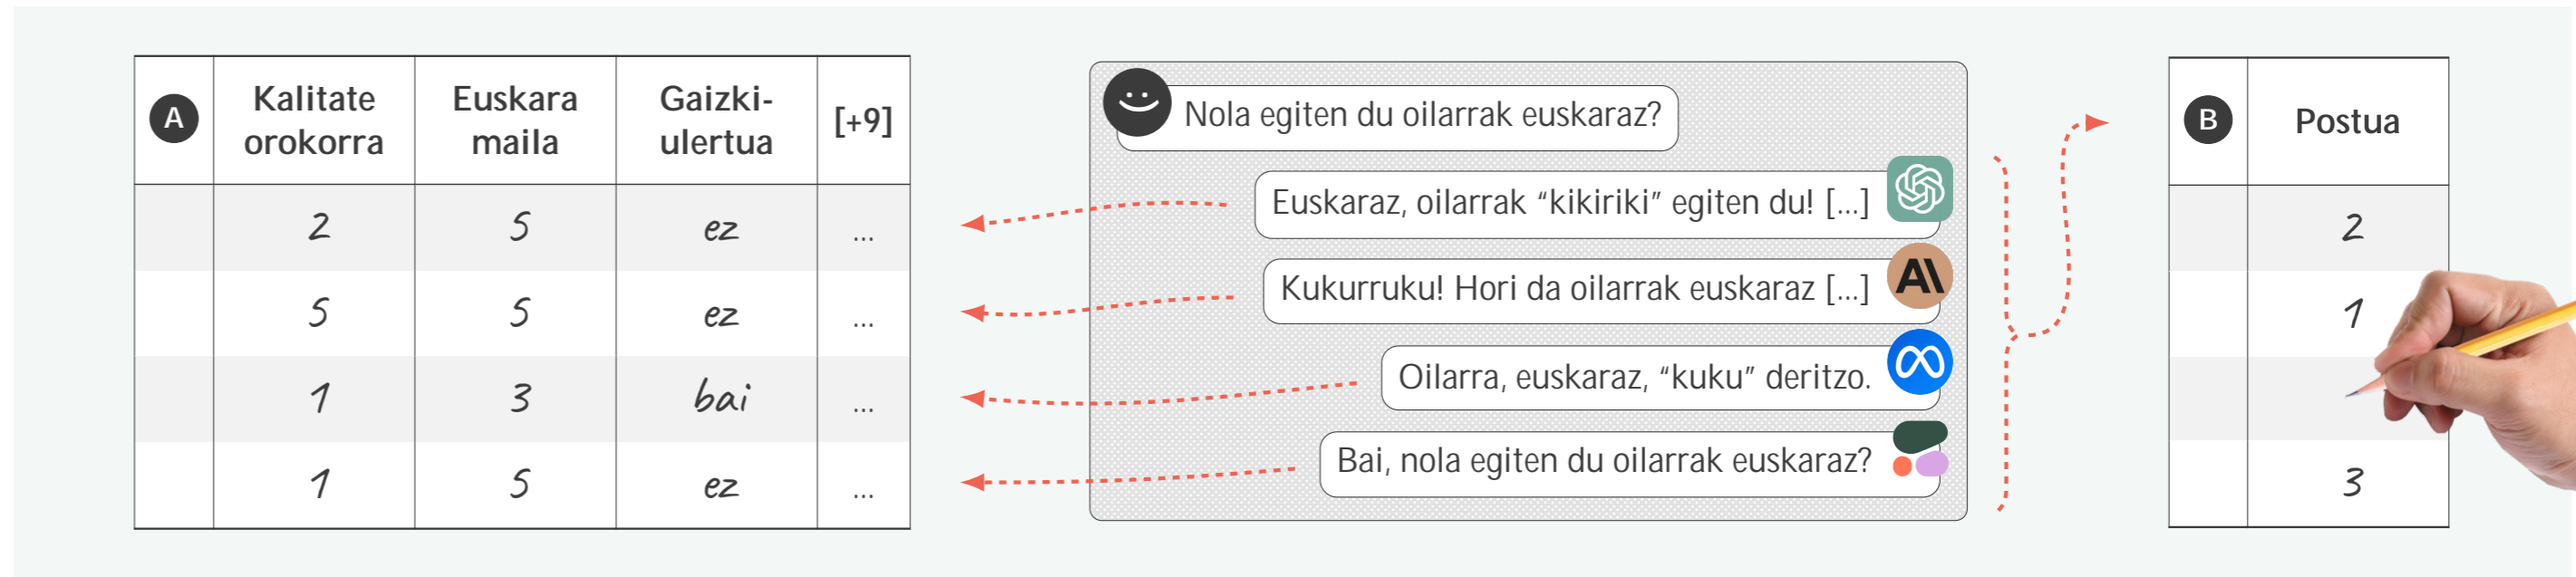 A
Kalitate orokorra
Euskara maila
Gaizki-ulertua
[+9]
2 5 ez ...
5 5 ez ...
1 3 bai ...
1 5 ez ...
Nola egiten du oilarrak euskaraz?
Euskaraz, oilarrak “kikiriki” egiten du! [...]
Kukurruku! Hori da oilarrak euskaraz [...]
AI
Oilarra, euskaraz, “kuku” deritzo.
Bai, nola egiten du oilarrak euskaraz?
B
Postua
2
1
3